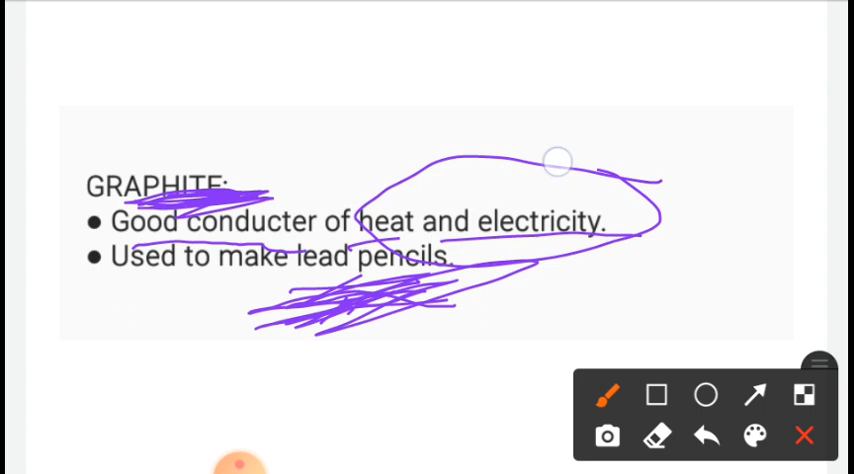 GRAPHITE:
● Good conducter of heat and electricity.
● Used to make lead pencils.